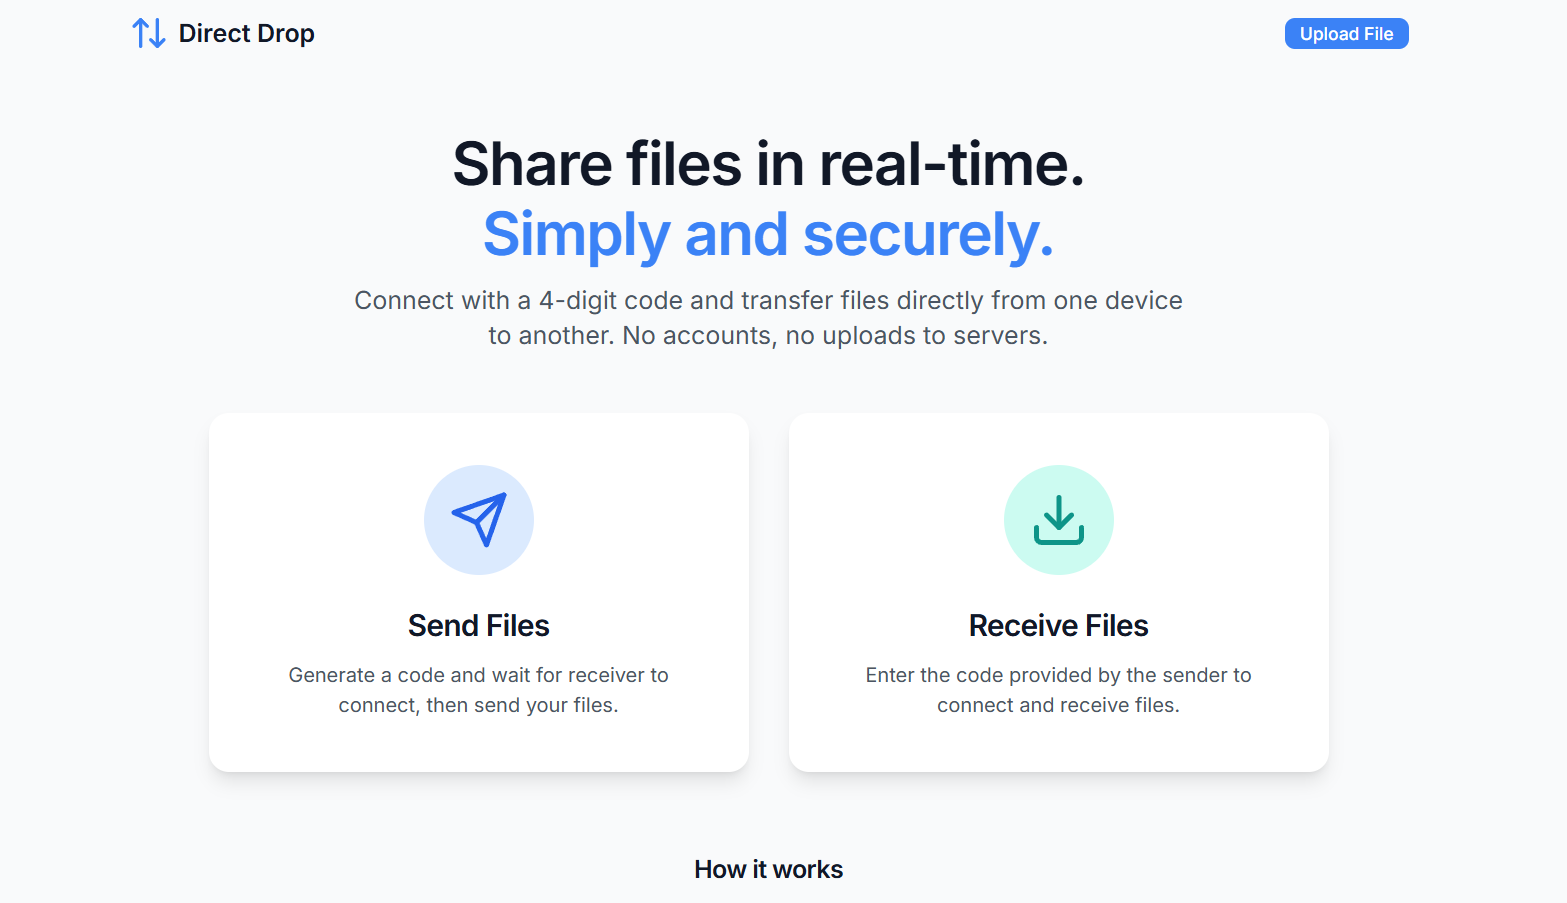 Direct Drop
Upload File
Share files in real-time.
Simply and securely.
Connect with a 4-digit code and transfer files directly from one device
to another. No accounts, no uploads to servers.
Send Files
Generate a code and wait for receiver to
connect, then send your files.
Receive Files
Enter the code provided by the sender to
connect and receive files.
How it works